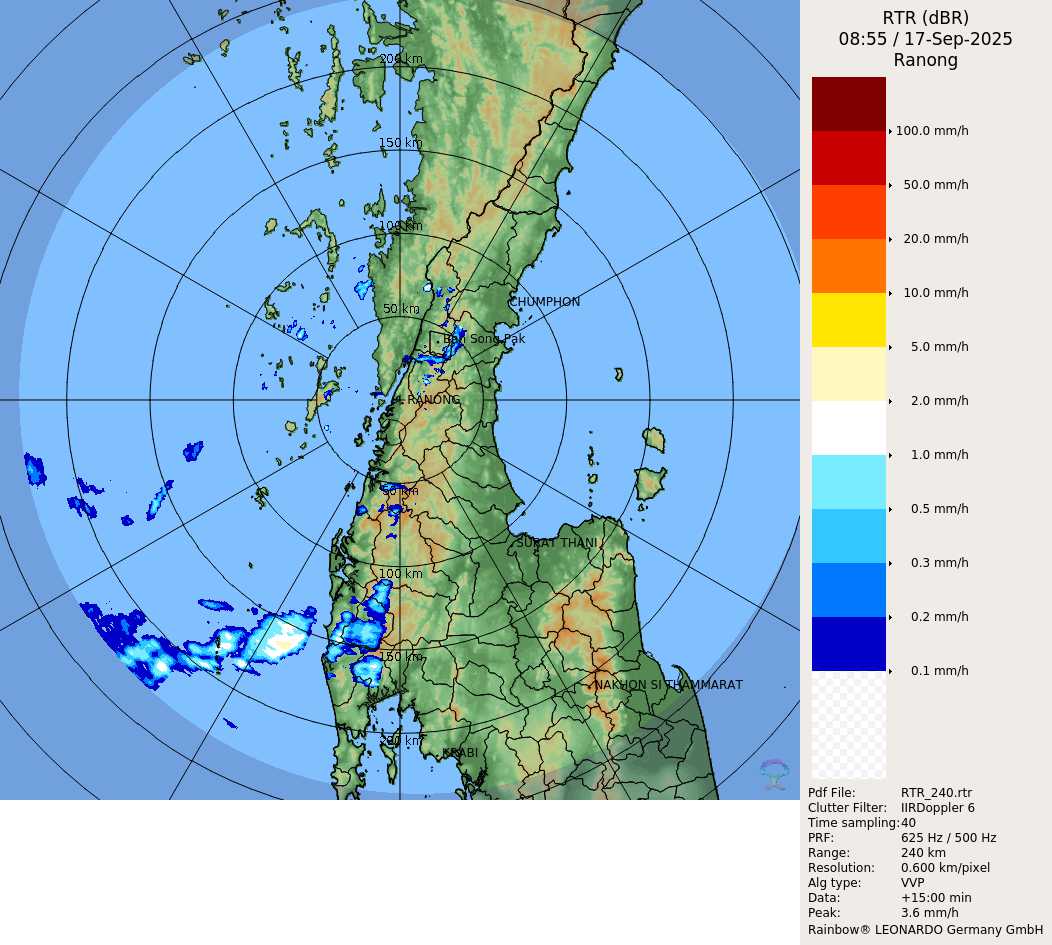 RTR (dBR)
08:55 / 17-Sep-2025
Ranong
200 km
150 km
100 km
50 km
CHUMPHON
Ban Song Pak
RANONG
50 km
SURAT THANI
100 km
150 km
NAKHON SI THAMMARAT
200 km
KRABI
100.0 mm/h
50.0 mm/h
20.0 mm/h
10.0 mm/h
5.0 mm/h
2.0 mm/h
1.0 mm/h
0.5 mm/h
0.3 mm/h
0.2 mm/h
0.1 mm/h
Pdf File: RTR_240.rtr
Clutter Filter: IIRDoppler 6
Time sampling: 40
PRF: 625 Hz / 500 Hz
Range: 240 km
Resolution: 0.600 km/pixel
Alg type: VVP
Data: +15:00 min
Peak: 3.6 mm/h
Rainbow® LEONARDO Germany GmbH